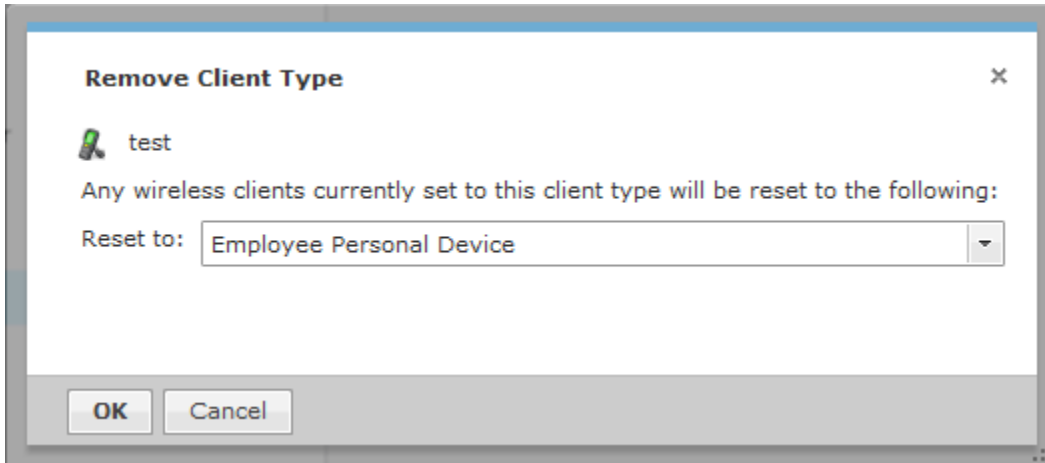 Remove Client Type
test
Any wireless clients currently set to this client type will be reset to the following:
Reset to: Employee Personal Device
OK Cancel